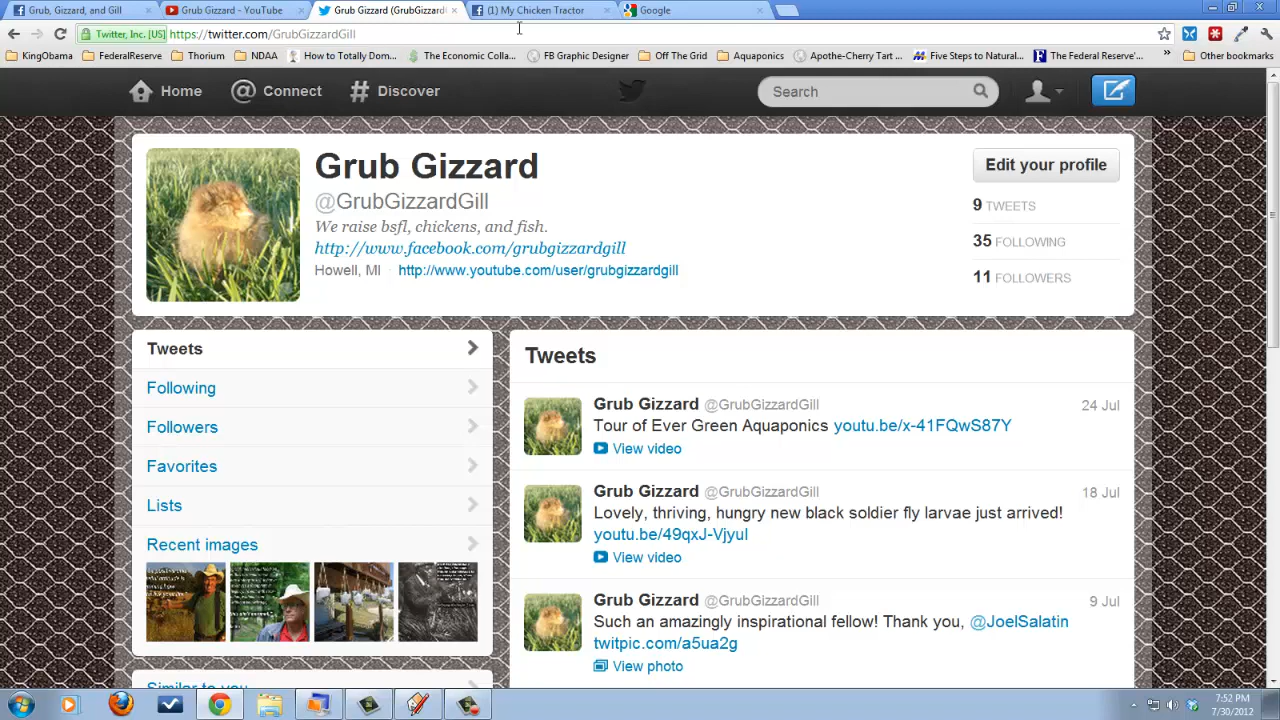 Grub, Gizzard, and Gill
Grub Gizzard - YouTube
Grub Gizzard (GrubGizzard
(1) My Chicken Tractor
Google
Twitter, Inc. [US] https://twitter.com/GrubGizzardGill
KingObama
FederalReserve
Thorium
NDAA
How to Totally Dom...
The Economic Colla...
FB Graphic Designer
Off The Grid
Aquaponics
Apothe-Cherry Tart ...
Five Steps to Natural...
The Federal Reserve'...
»
Other bookmarks
Home
Connect
Discover
Search
Grub Gizzard
@GrubGizzardGill
We raise bsfl, chickens, and fish.
http://www.facebook.com/grubgizzardgill
Howell, MI · http://www.youtube.com/user/grubgizzardgill
Edit your profile
9 TWEETS
35 FOLLOWING
11 FOLLOWERS
Tweets
Following
Followers
Favorites
Lists
Recent images
Similar to you
Tweets
Grub Gizzard @GrubGizzardGill 24 Jul
Tour of Ever Green Aquaponics youtu.be/x-41FQwS87Y
View video
Grub Gizzard @GrubGizzardGill 18 Jul
Lovely, thriving, hungry new black soldier fly larvae just arrived!
youtu.be/49qxJ-Vjyul
View video
Grub Gizzard @GrubGizzardGill 9 Jul
Such an amazingly inspirational fellow! Thank you, @JoelSalatin
twitpic.com/a5ua2g
View photo
7:52 PM
7/30/2012